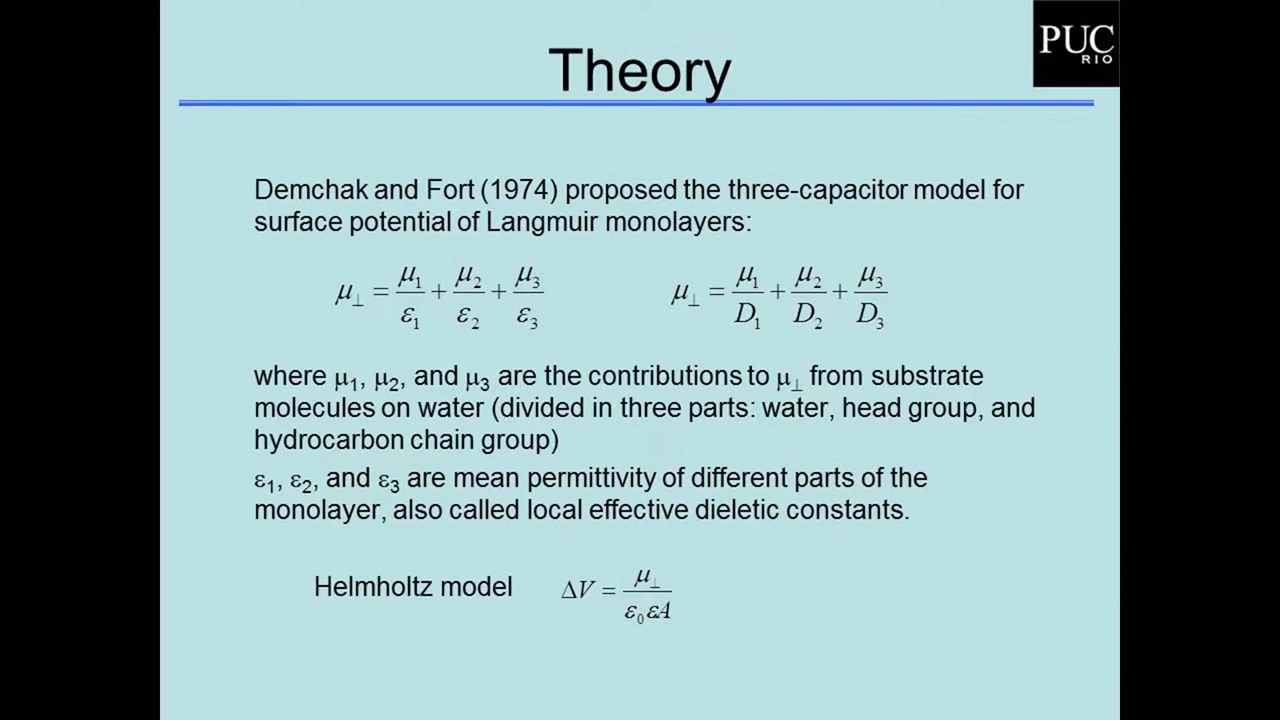 PUC
RIO
Theory
Demchak and Fort (1974) proposed the three-capacitor model for
surface potential of Langmuir monolayers:
μ⊥ = μ1/ε1 + μ2/ε2 + μ3/ε3
μ⊥ = μ1/D1 + μ2/D2 + μ3/D3
where μ1, μ2, and μ3 are the contributions to μ⊥ from substrate
molecules on water (divided in three parts: water, head group, and
hydrocarbon chain group)
ε1, ε2, and ε3 are mean permittivity of different parts of the
monolayer, also called local effective dieletic constants.
Helmholtz model ΔV = μ⊥/ε0εA